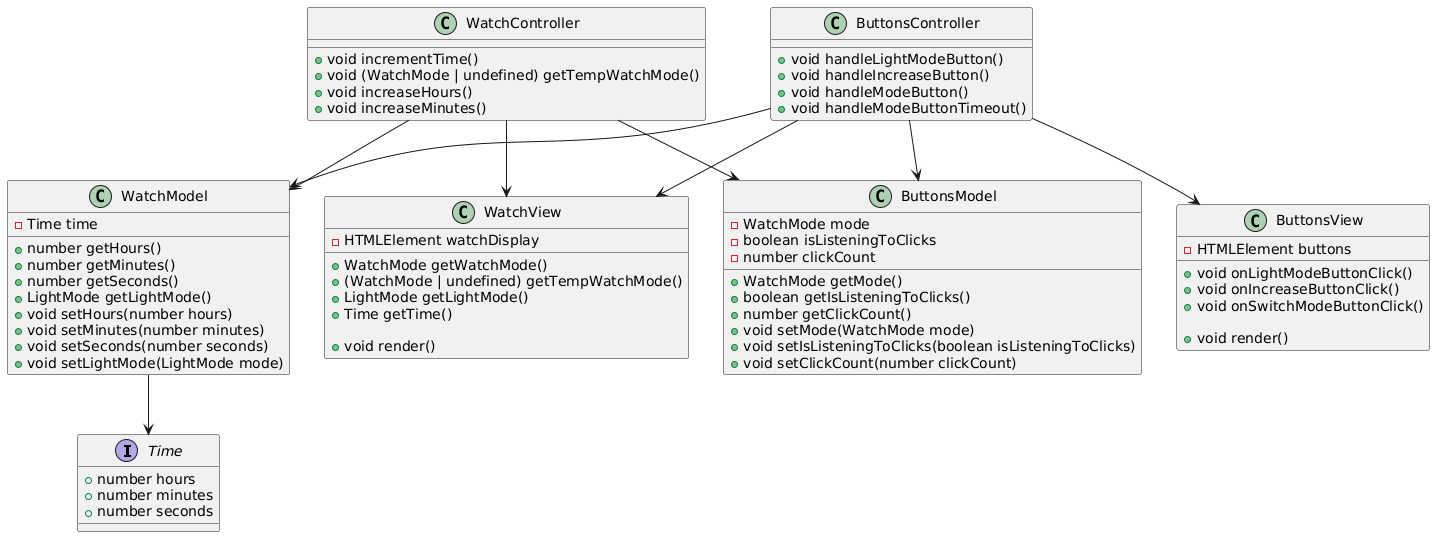 C WatchController
void incrementTime()
void (WatchMode | undefined) getTempWatchMode()
void increaseHours()
void increaseMinutes()
C ButtonsController
void handleLightModeButton()
void handleIncreaseButton()
void handleModeButton()
void handleModeButtonTimeout()
C WatchModel
Time time
number getHours()
number getMinutes()
number getSeconds()
LightMode getLightMode()
void setHours(number hours)
void setMinutes(number minutes)
void setSeconds(number seconds)
void setLightMode(LightMode mode)
C WatchView
HTMLElement watchDisplay
WatchMode getWatchMode()
(WatchMode | undefined) getTempWatchMode()
LightMode getLightMode()
Time getTime()
void render()
C ButtonsModel
WatchMode mode
boolean isListeningToClicks
number clickCount
WatchMode getMode()
boolean getIsListeningToClicks()
number getClickCount()
void setMode(WatchMode mode)
void setIsListeningToClicks(boolean isListeningToClicks)
void setClickCount(number clickCount)
C ButtonsView
HTMLElement buttons
void onLightModeButtonClick()
void onIncreaseButtonClick()
void onSwitchModeButtonClick()
void render()
I Time
number hours
number minutes
number seconds